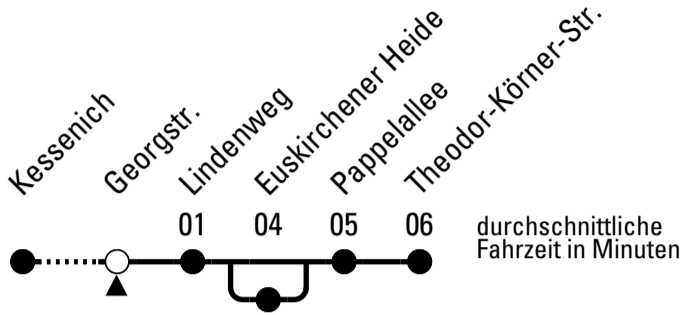 Kessenich
Georgstr.
Lindenweg
Euskirchener Heide
Pappelallee
Theodor-Körner-Str.
01 04 05 06
durchschnittliche
Fahrzeit in Minuten